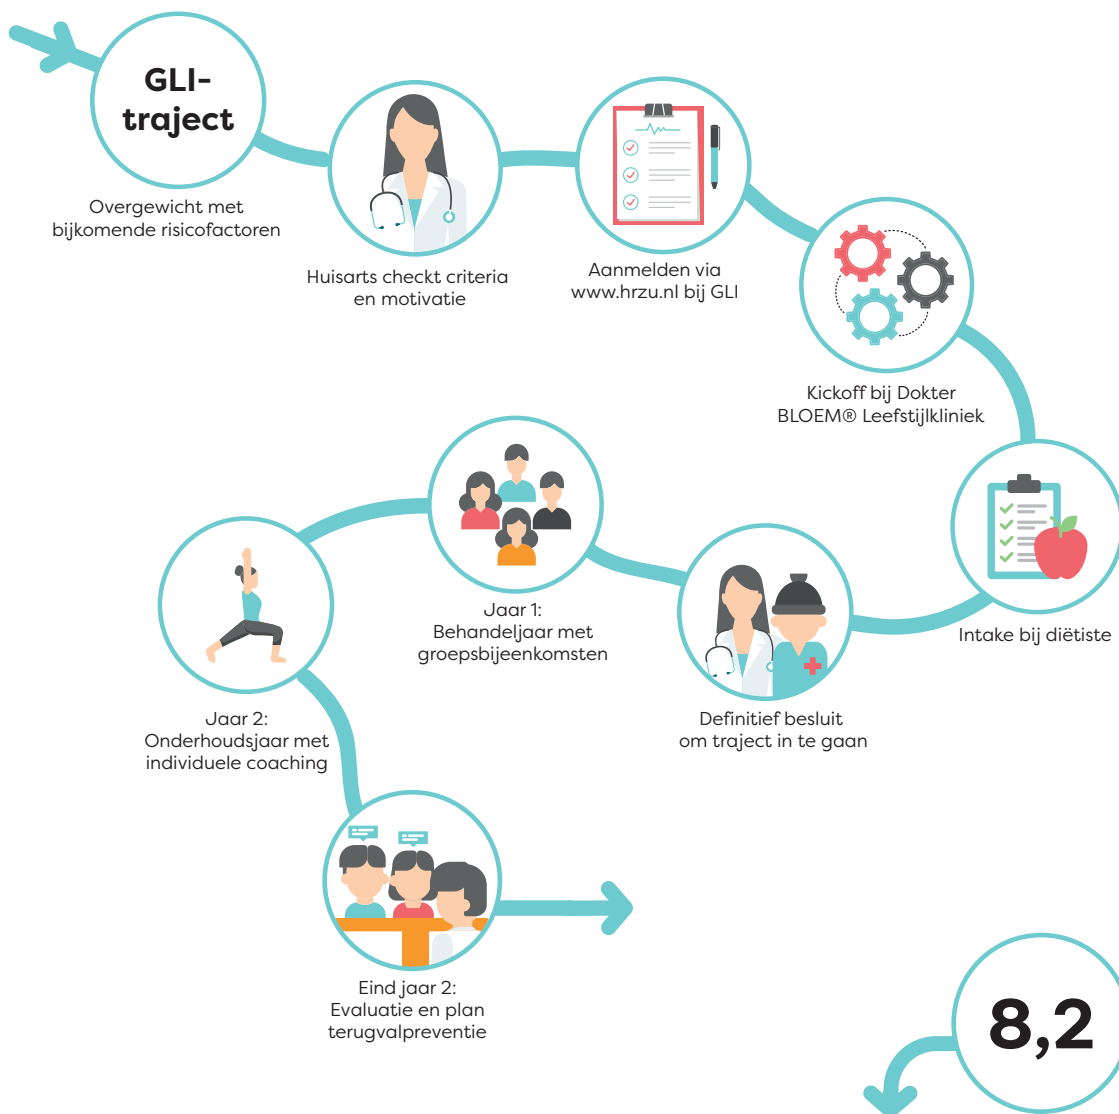 GLI-
traject
Overgewicht met
bijkomende risicofactoren
Huisarts checkt criteria
en motivatie
Aanmelden via
www.hrzu.nl bij GLI
Kickoff bij Dokter
BLOEM® Leefstijlkliniek
Intake bij diëtiste
Definitief besluit
om traject in te gaan
Jaar 1:
Behandeljaar met
groepsbijeenkomsten
Jaar 2:
Onderhoudsjaar met
individuele coaching
Eind jaar 2:
Evaluatie en plan
terugvalpreventie
8,2